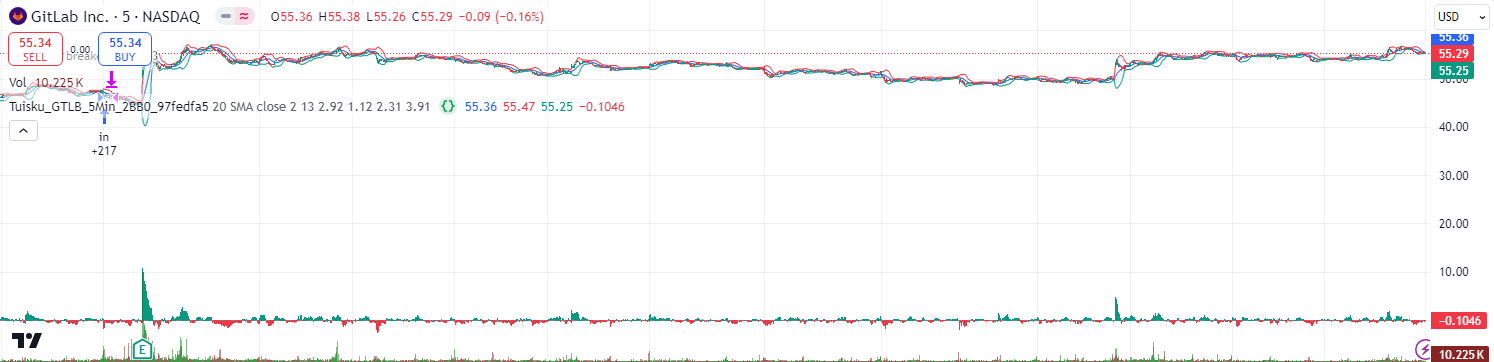 GitLab Inc. · 5 · NASDAQ O55.36 H55.38 L55.26 C55.29 −0.09 (−0.16%)
USD
55.34 SELL
0.00
55.34 BUY
55.36
55.29
55.25
Vol 10.225K
Tuisku_GTLB_5Min_2BB0_97fedfa5 20 SMA close 2 13 2.92 1.12 2.31 3.91 55.36 55.47 55.25 −0.1046
in
+217
40.00
30.00
20.00
10.00
−0.1046
E
10.225K